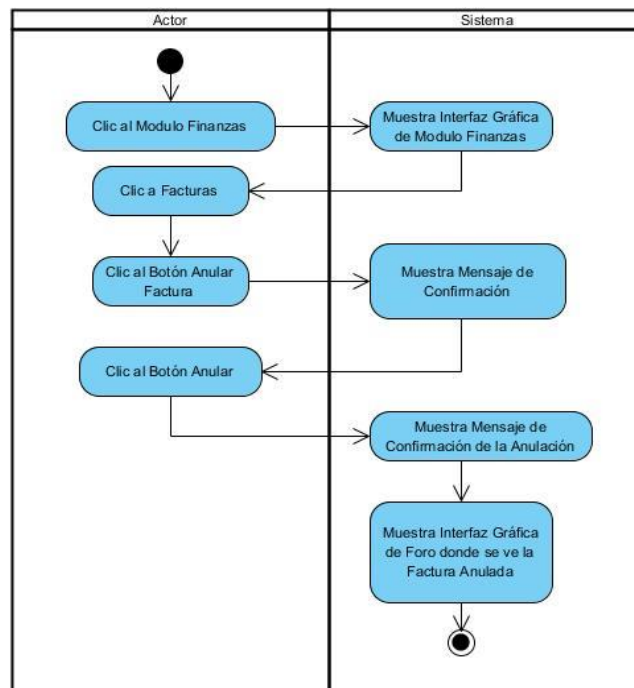 Actor
Sistema
Clic al Modulo Finanzas
Muestra Interfaz Gráfica
de Modulo Finanzas
Clic a Facturas
Clic al Botón Anular
Factura
Muestra Mensaje de
Confirmación
Clic al Botón Anular
Muestra Mensaje de
Confirmación de la Anulación
Muestra Interfaz Gráfica
de Foro donde se ve la
Factura Anulada